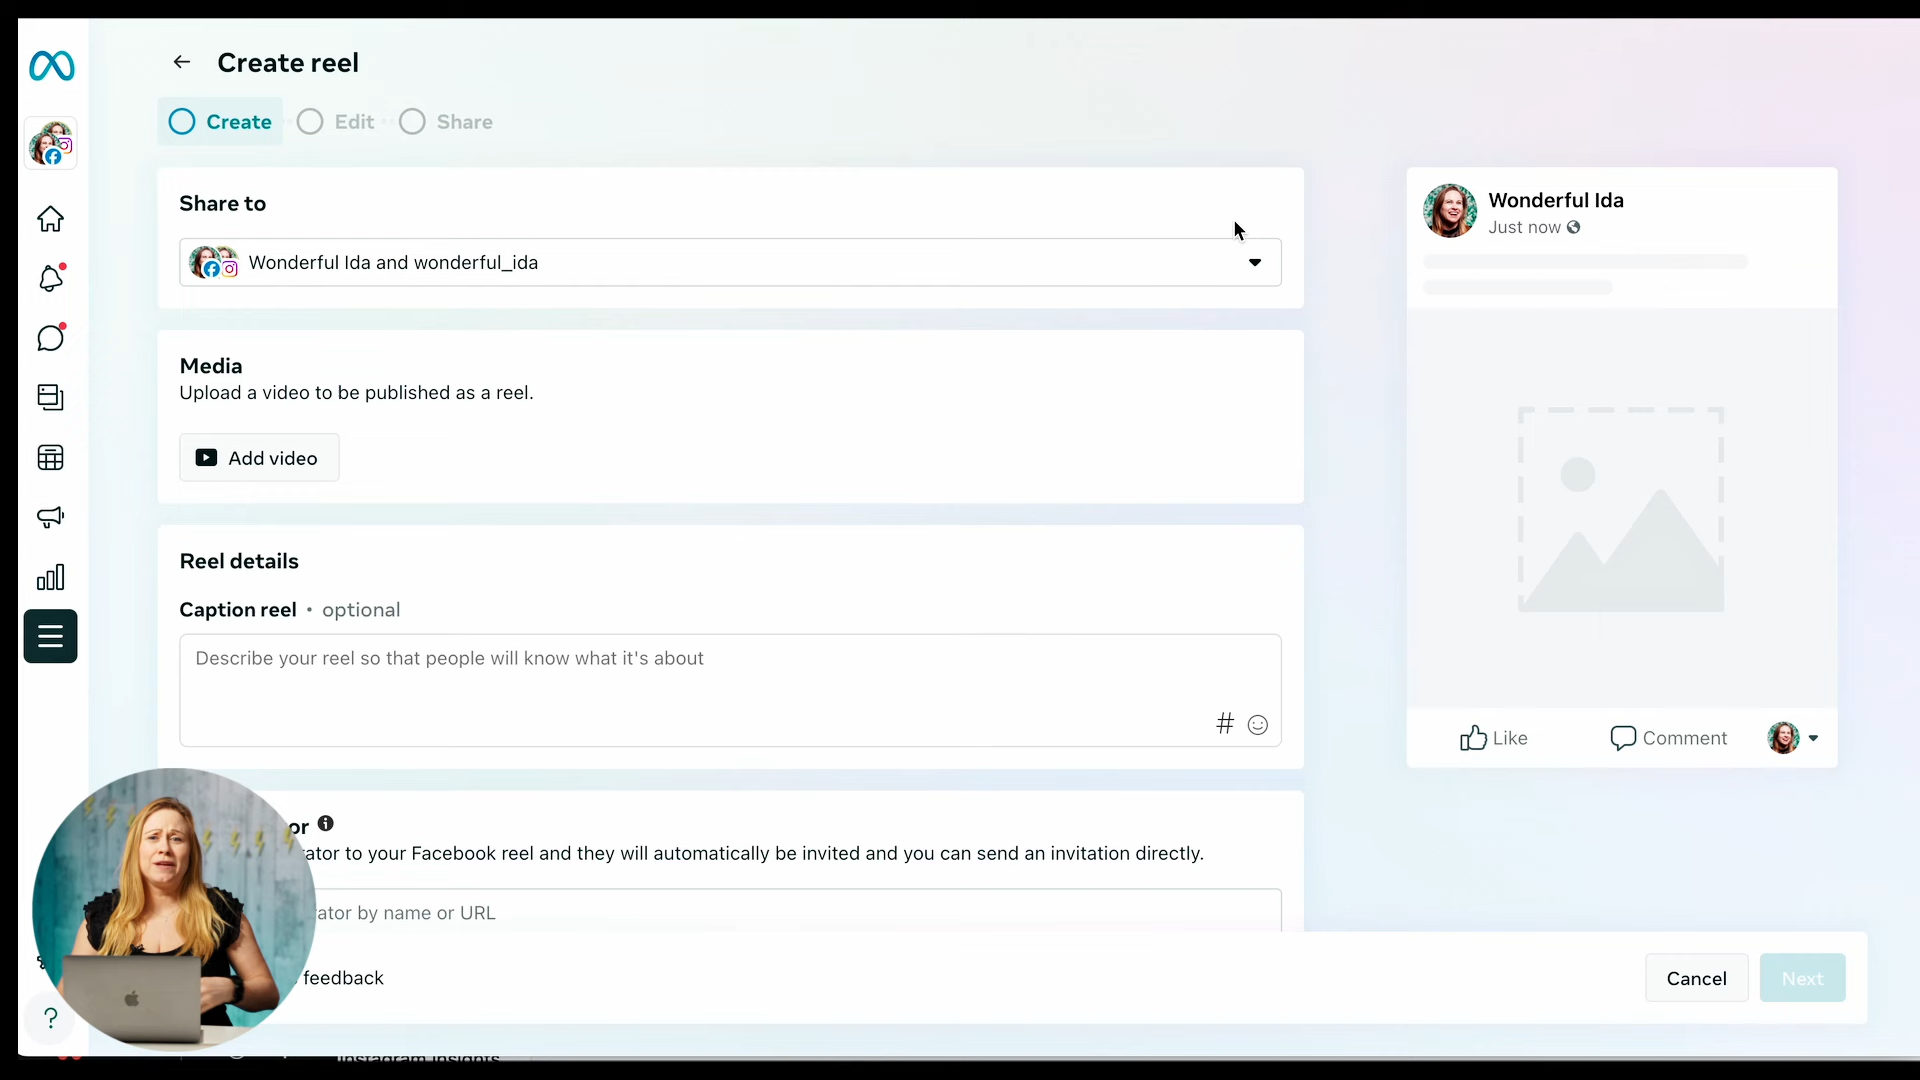 Create reel
Create
Edit
Share
Share to
Wonderful Ida and wonderful_ida
Media
Upload a video to be published as a reel.
Add video
Reel details
Caption reel • optional
Describe your reel so that people will know what it's about
#
or
ator to your Facebook reel and they will automatically be invited and you can send an invitation directly.
ator by name or URL
feedback
Cancel
Next
?
Wonderful Ida
Just now
Like
Comment
Instagram Insights